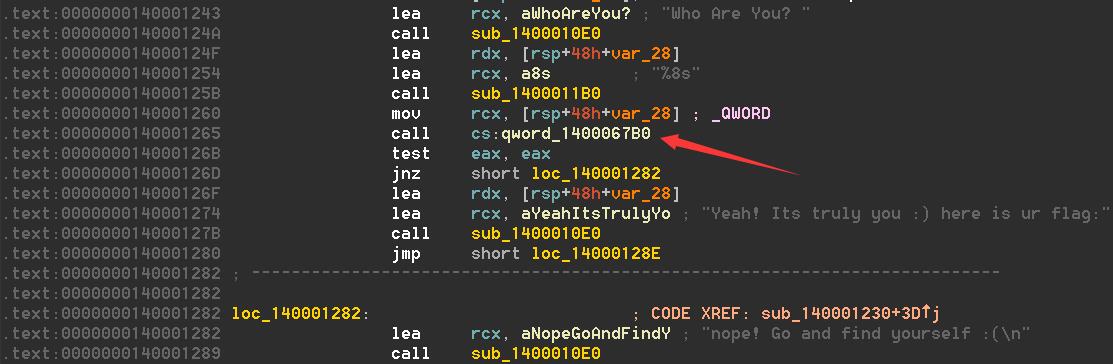 .text:0000000140001243 lea rcx, aWhoAreYou? ; "Who Are You? "
.text:000000014000124A call sub_1400010E0
.text:000000014000124F lea rdx, [rsp+48h+var_28]
.text:0000000140001254 lea rcx, a8s ; "%8s"
.text:000000014000125B call sub_1400011B0
.text:0000000140001260 mov rcx, [rsp+48h+var_28] ; _QWORD
.text:0000000140001265 call cs:qword_1400067B0
.text:000000014000126B test eax, eax
.text:000000014000126D jnz short loc_140001282
.text:000000014000126F lea rdx, [rsp+48h+var_28]
.text:0000000140001274 lea rcx, aYeahItsTrulyYo ; "Yeah! Its truly you :) here is ur flag:"
.text:000000014000127B call sub_1400010E0
.text:0000000140001280 jmp short loc_14000128E
.text:0000000140001282 ; ---------------------------------------------------------------------------
.text:0000000140001282
.text:0000000140001282 loc_140001282: ; CODE XREF: sub_140001230+3D↑j
.text:0000000140001282 lea rcx, aNopeGoAndFindY ; "nope! Go and find yourself :(\n"
.text:0000000140001289 call sub_1400010E0